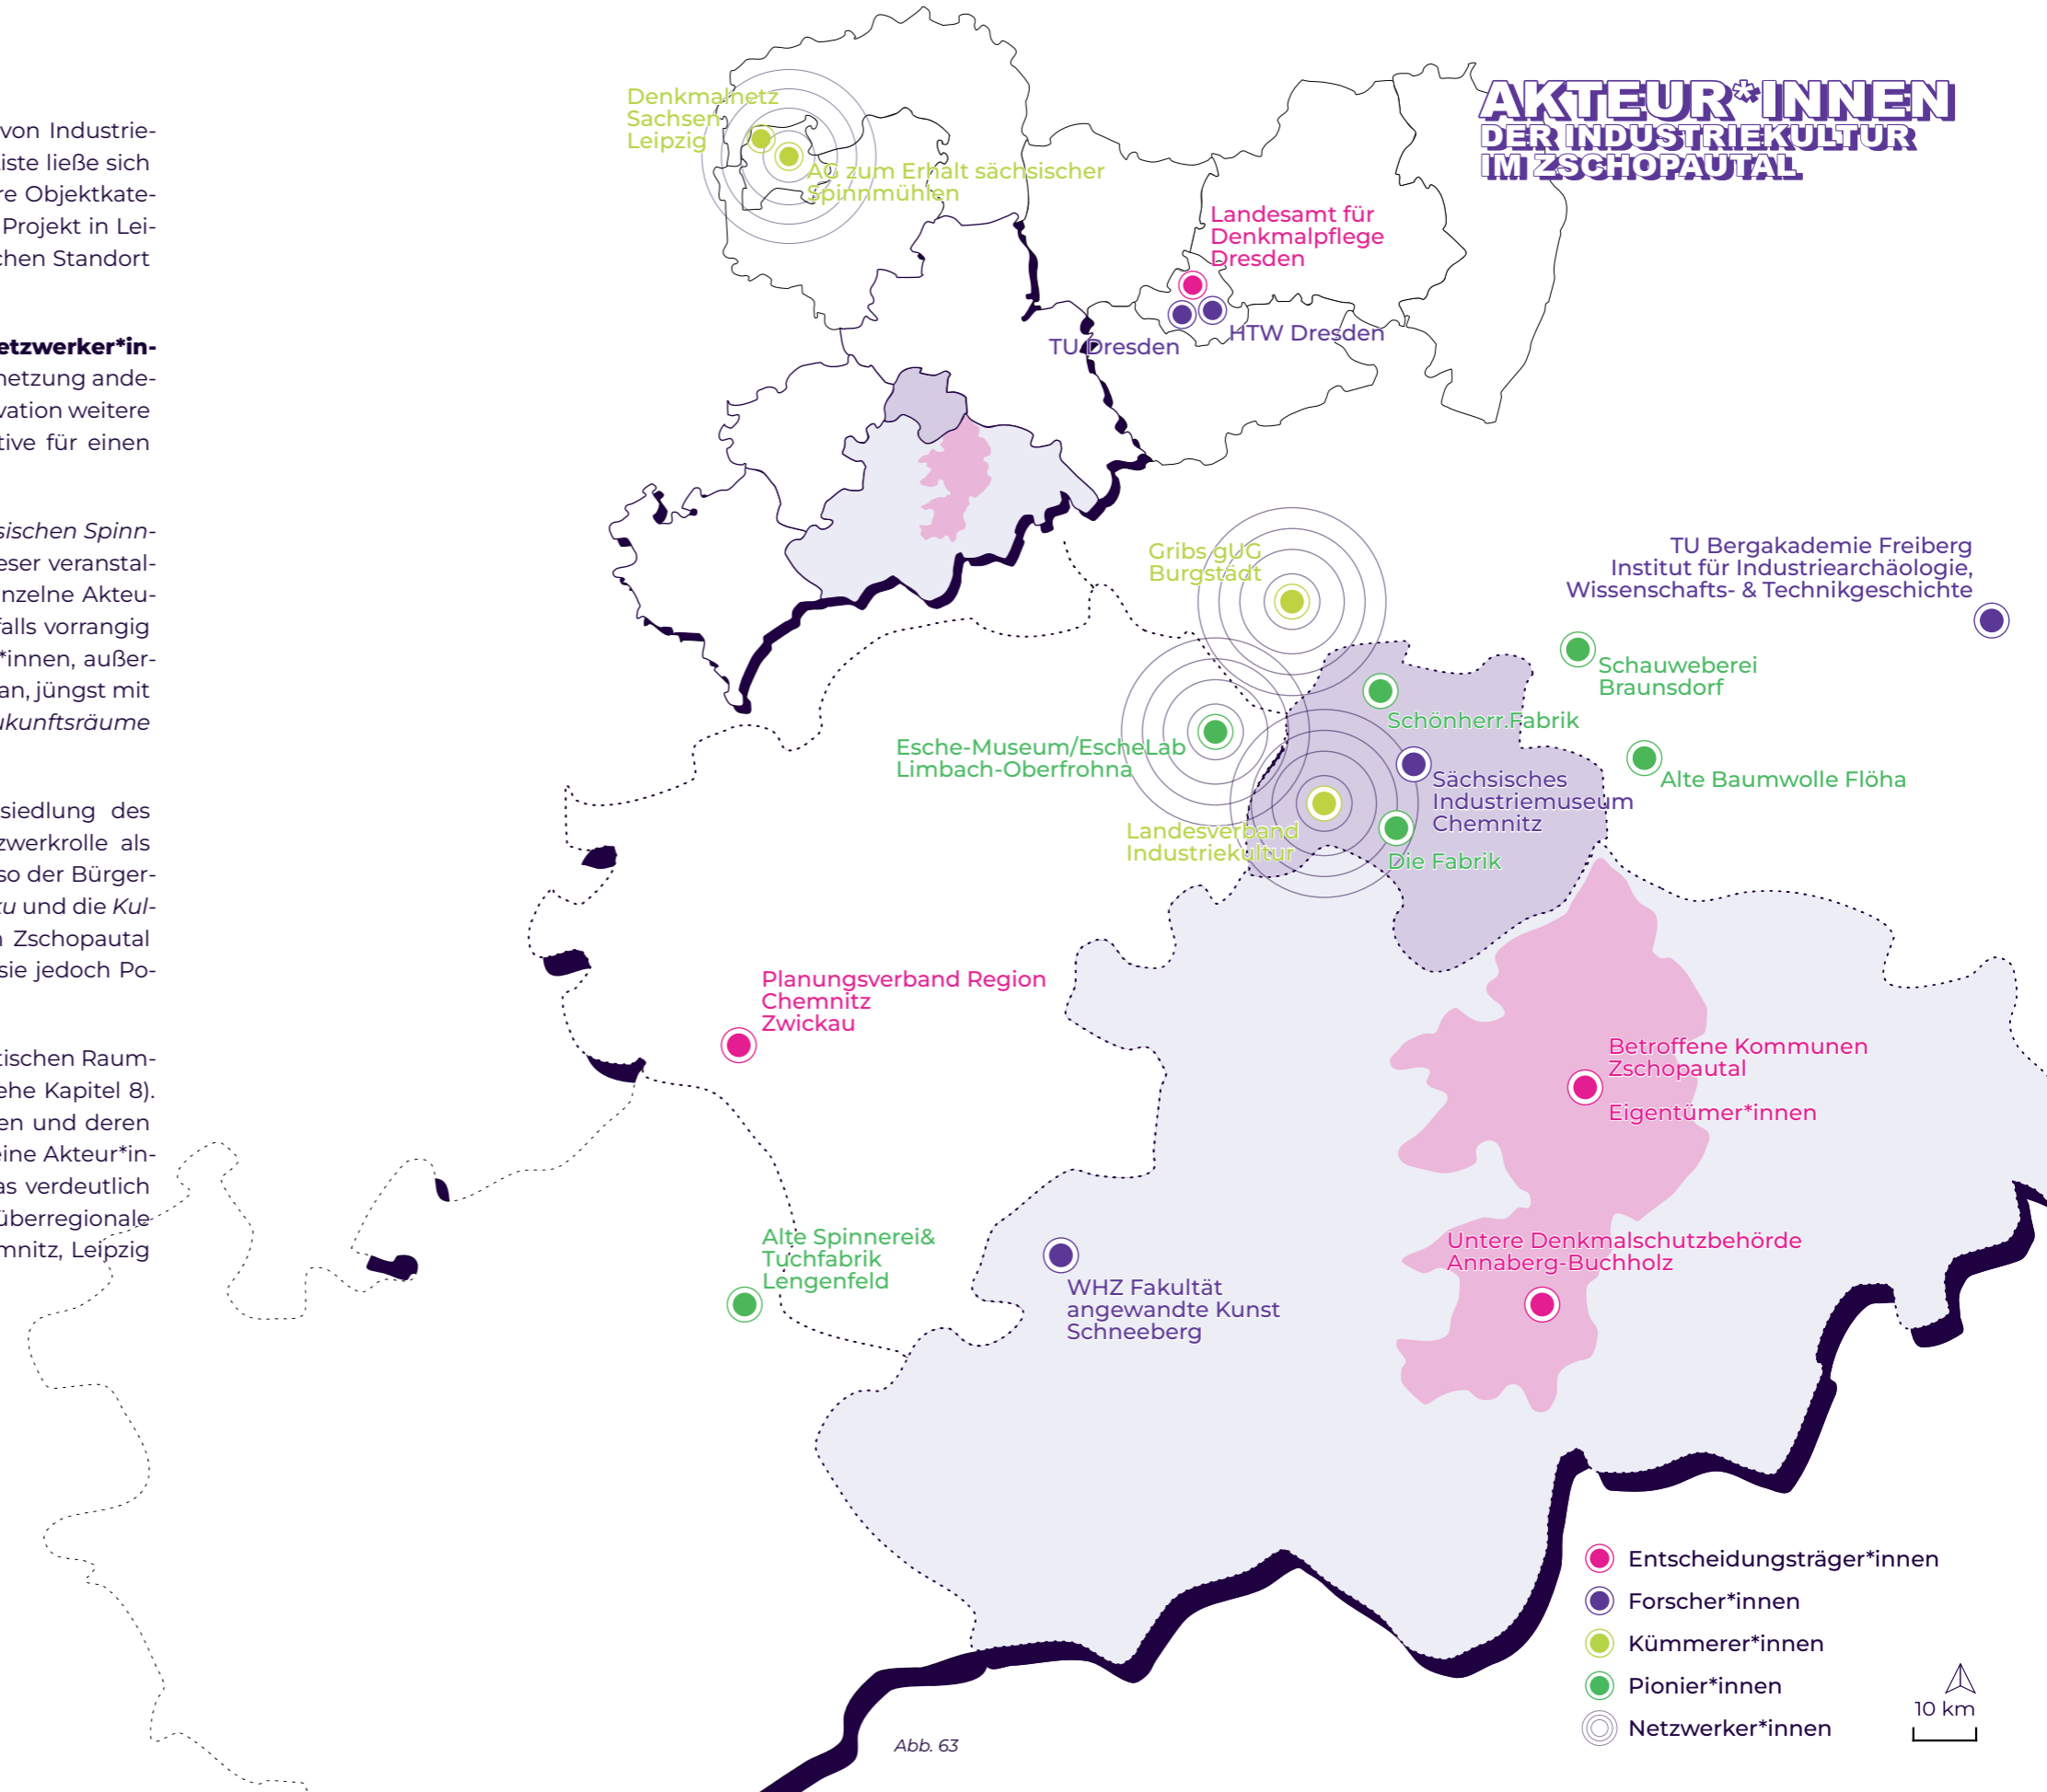 von Industrie-
iste ließe sich
re Objektkate-
Projekt in Lei-
chen Standort
etzwerker*in-
netzung ande-
vation weitere
tive für einen
sischen Spinn-
eser veranstal-
nzelne Akteu-
falls vorrangig
*innen, außer-
an, jüngst mit
ukunftsräume
siedlung des
zwerkrolle als
so der Bürger-
ku und die Kul-
n Zschopautal
sie jedoch Po-
tischen Raum-
ehe Kapitel 8).
en und deren
eine Akteur*in-
as verdeutlich
überregionale
mnitz, Leipzig
AKTEUR*INNEN
DER INDUSTRIEKULTUR
IM ZSCHOPAUTAL
Denkmalnetz
Sachsen
Leipzig
AG zum Erhalt sächsischer
Spinnmühlen
Landesamt für
Denkmalpflege
Dresden
TU Dresden
HTW Dresden
Gribs gUG
Burgstädt
TU Bergakademie Freiberg
Institut für Industriearchäologie,
Wissenschafts- & Technikgeschichte
Schauweberei
Braunsdorf
Schönherr.Fabrik
Esche-Museum/EscheLab
Limbach-Oberfrohna
Sächsisches
Industriemuseum
Chemnitz
Alte Baumwolle Flöha
Landesverband
Industriekultur
Die Fabrik
Planungsverband Region
Chemnitz
Zwickau
Betroffene Kommunen
Zschopautal
Eigentümer*innen
Alte Spinnerei&
Tuchfabrik
Lengenfeld
WHZ Fakultät
angewandte Kunst
Schneeberg
Untere Denkmalschutzbehörde
Annaberg-Buchholz
Entscheidungsträger*innen
Forscher*innen
Kümmerer*innen
Pionier*innen
Netzwerker*innen
10 km
Abb. 63